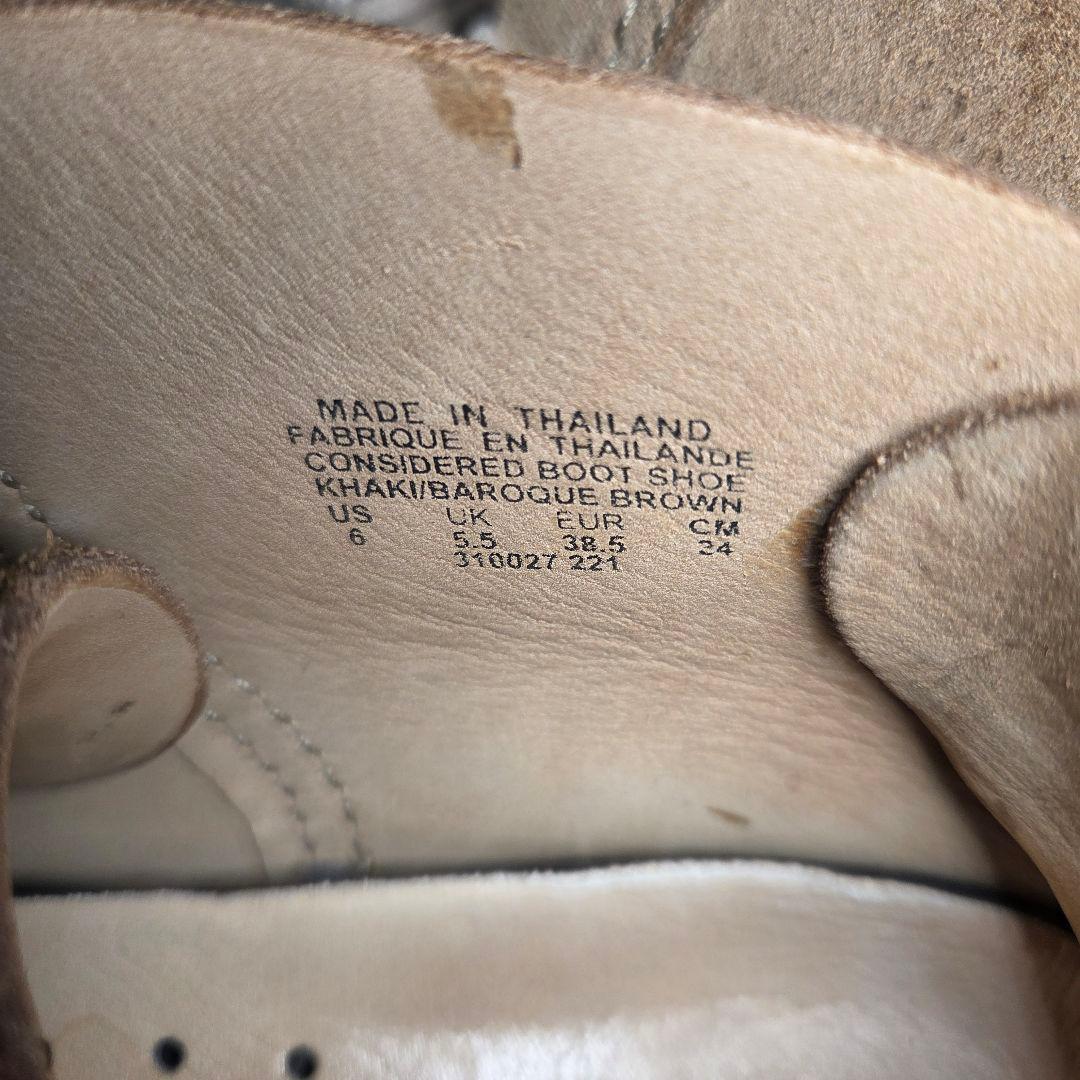 MADE IN THAILAND
FABRIQUE EN THAILANDE
CONSIDERED BOOT SHOE
KHAKI/BAROQUE BROWN
US UK EUR CM
6 5.5 38.5 24
310027 221